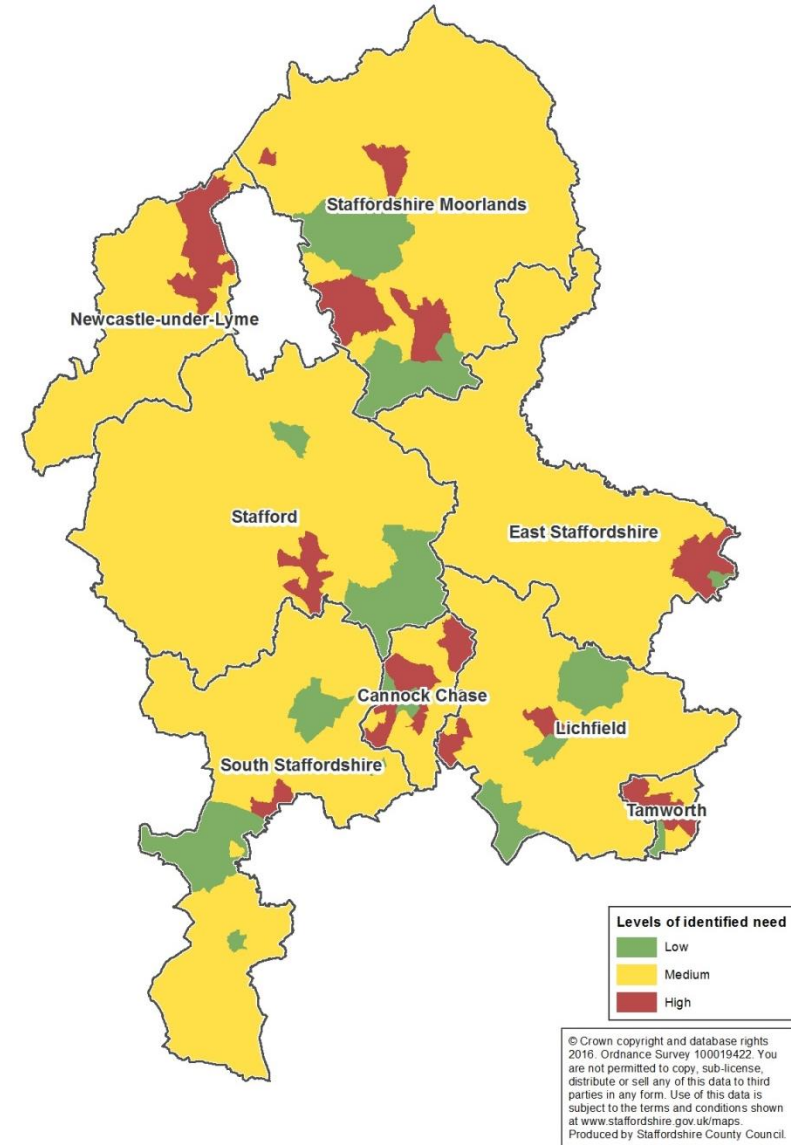 Staffordshire Moorlands
Newcastle-under-Lyme
Stafford
East Staffordshire
Cannock Chase
Lichfield
South Staffordshire
Tamworth
Levels of identified need
Low
Medium
High
© Crown copyright and database rights
2016. Ordnance Survey 100019422. You
are not permitted to copy, sub-license,
distribute or sell any of this data to third
parties in any form. Use of this data is
subject to the terms and conditions shown
at www.staffordshire.gov.uk/maps.
Produced by Staffordshire County Council.